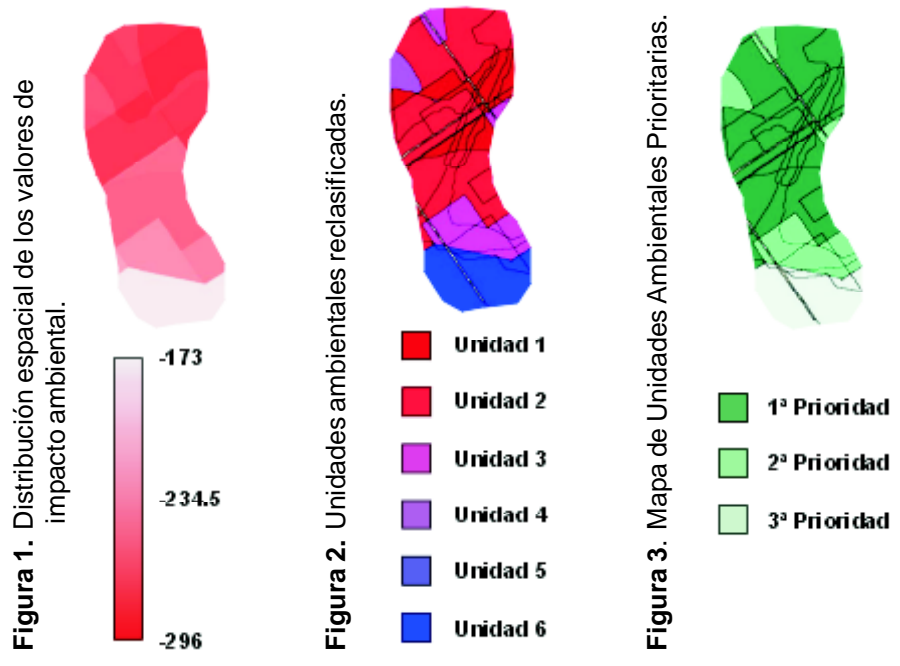 Figura 1. Distribución espacial de los valores de
impacto ambiental.
-173
-234.5
-296
Figura 2. Unidades ambientales reclasificadas.
Unidad 1
Unidad 2
Unidad 3
Unidad 4
Unidad 5
Unidad 6
Figura 3. Mapa de Unidades Ambientales Prioritarias.
1ª Prioridad
2ª Prioridad
3ª Prioridad